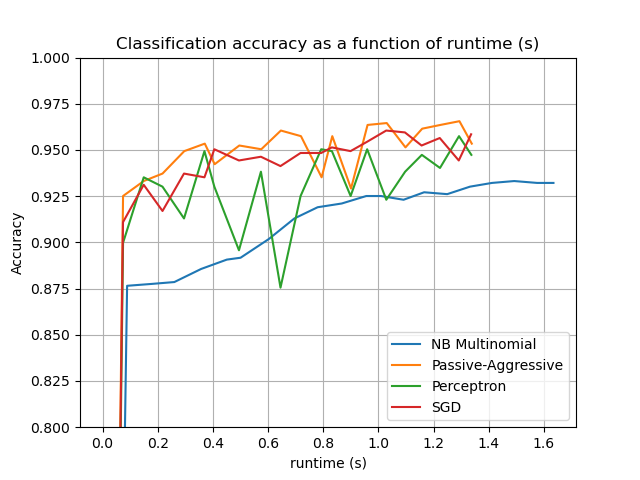 Classification accuracy as a function of runtime (s)
1.000
0.975
0.950
0.925
0.900
0.875
0.850
0.825
0.800
Accuracy
NB Multinomial
Passive-Aggressive
Perceptron
SGD
0.0 0.2 0.4 0.6 0.8 1.0 1.2 1.4 1.6
runtime (s)